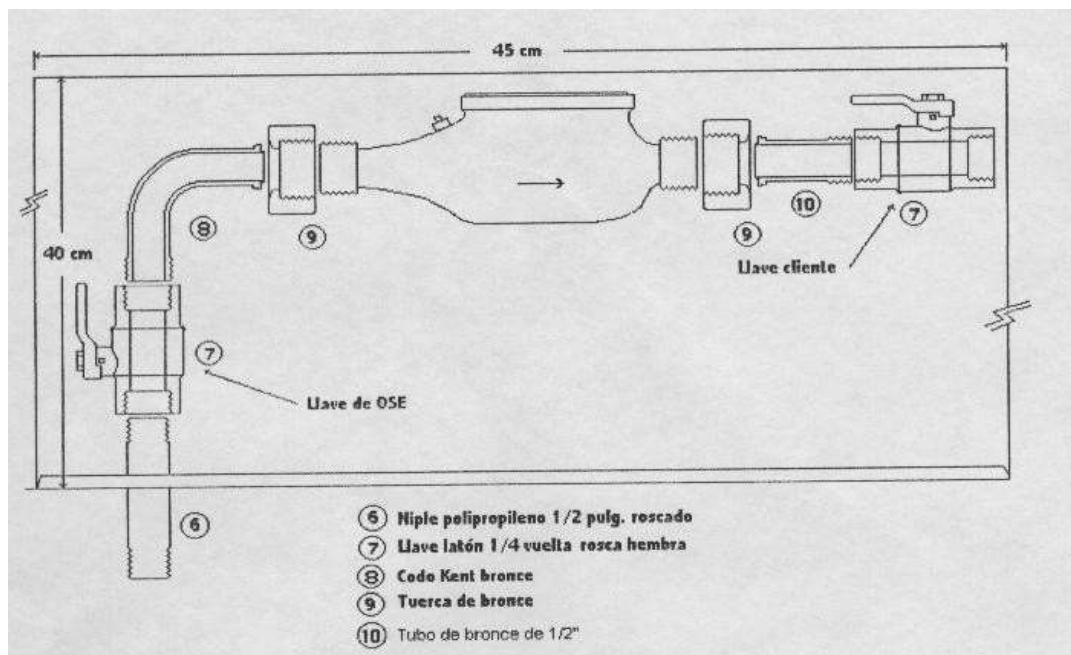 45 cm
40 cm
8
9
9
10
7
Llave cliente
7
Llave de OSE
6
6 Niple polipropileno 1/2 pulg. roscado
7 Llave latón 1/4 vuelta rosca hembra
8 Codo Kent bronce
9 Tuerca de bronce
10 Tubo de bronce de 1/2"